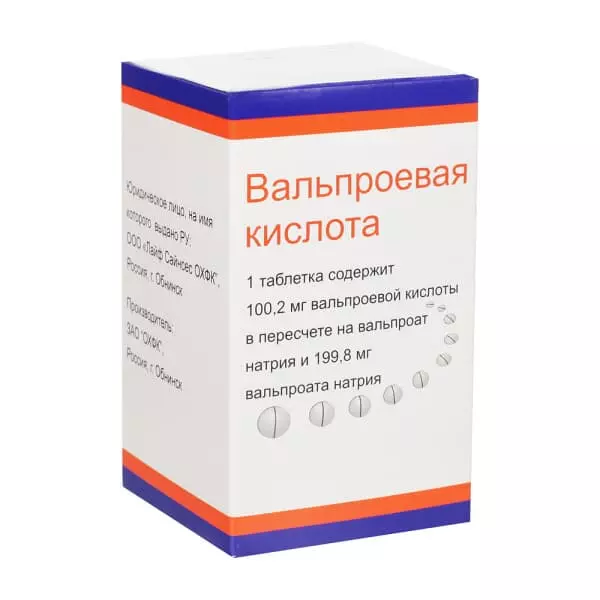 Вальпроевая
кислота
1 таблетка содержит
100,2 мг вальпроевой кислоты
в пересчете на вальпроат
натрия и 199,8 мг
вальпроата натрия
Юридическое лицо, на имя
которого выдано РУ:
ООО «Лайф Сайнсес ОХФК",
Россия, г. Обнинск
Производитель:
ЗАО "ОХФК",
Россия, г. Обнинск